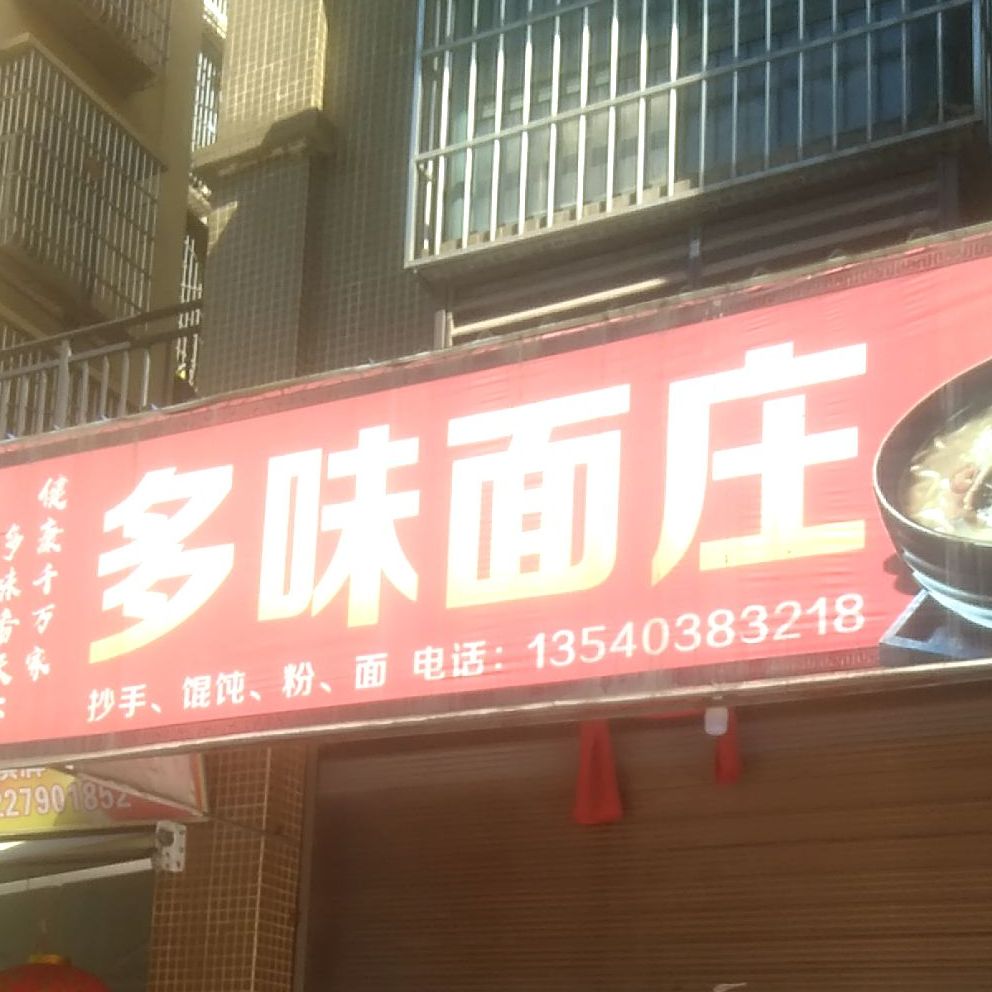 多味面庄
健康千万家
多味香天
抄手、馄饨、粉、面 电话：13540383218
227901852